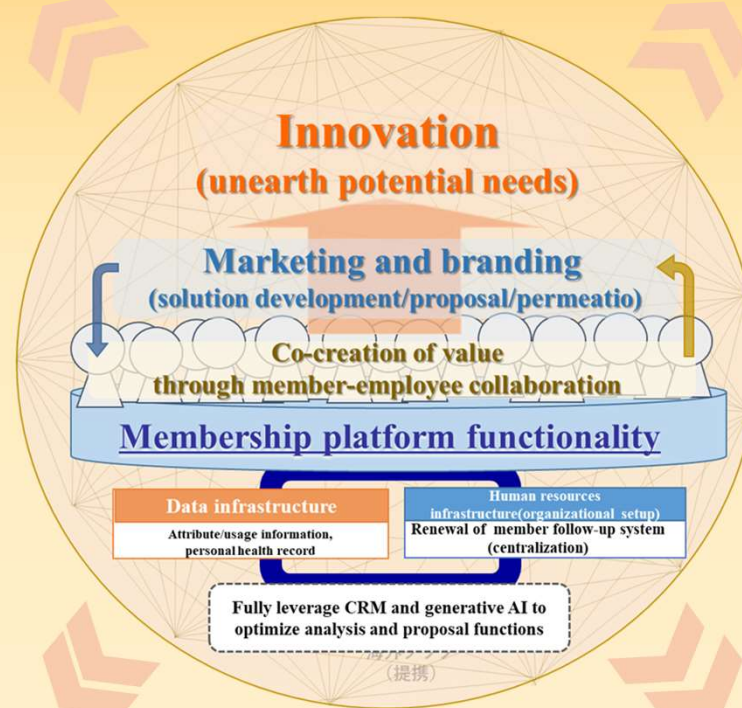 Innovation
(unearth potential needs)
Marketing and branding
(solution development/proposal/permeatio)
Co-creation of value
through member-employee collaboration
Membership platform functionality
Data infrastructure
Attribute/usage information,
personal health record
Human resources
infrastructure(organizational setup)
Renewal of member follow-up system
(centralization)
Fully leverage CRM and generative AI to
optimize analysis and proposal functions
（提携）